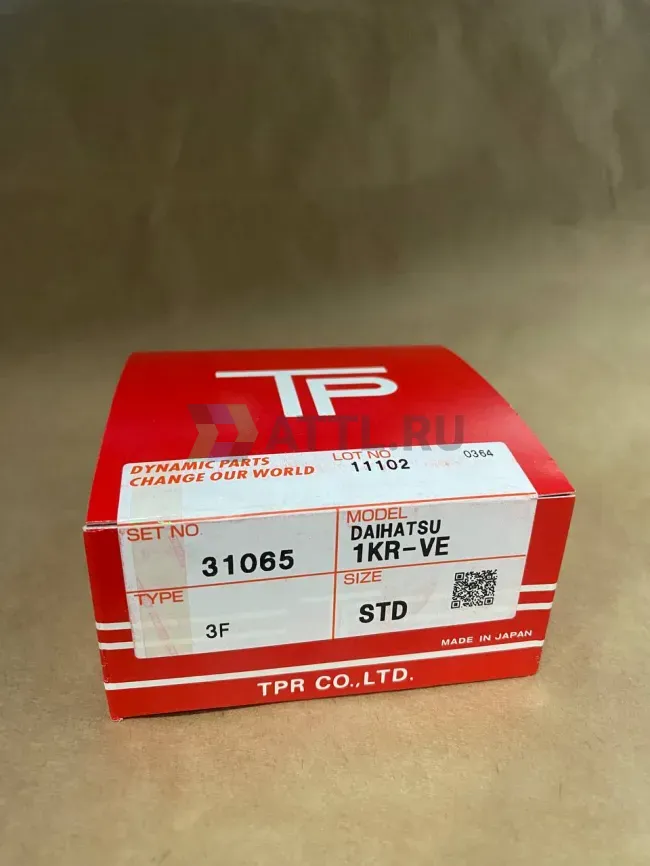 TP
ATTL.RU
DYNAMIC PARTS
CHANGE OUR WORLD
LOT NO
11102
0364
SET NO.
31065
MODEL
DAIHATSU
1KR-VE
TYPE
3F
SIZE
STD
MADE IN JAPAN
TPR CO.,LTD.